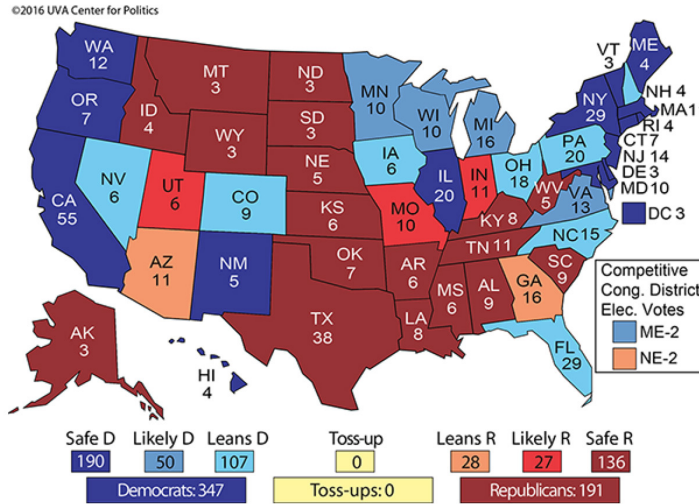 ©2016 UVA Center for Politics
WA
12
OR
7
CA
55
NV
6
ID
4
MT
3
WY
3
UT
6
AZ
11
CO
9
NM
5
ND
3
SD
3
NE
5
KS
6
OK
7
TX
38
MN
10
IA
6
MO
10
AR
6
LA
8
WI
10
IL
20
MI
16
IN
11
OH
18
KY 8
TN 11
MS
6
AL
9
GA
16
FL
29
SC
9
NC 15
VA
13
WV
5
PA
20
NY
29
VT
3
ME
4
NH 4
MA1
RI 4
CT 7
NJ 14
DE 3
MD 10
DC 3
AK
3
HI
4
Competitive
Cong. District
Elec. Votes
ME-2
NE-2
Safe D Likely D Leans D Toss-up Leans R Likely R Safe R
190 50 107 0 28 27 136
Democrats: 347 Toss-ups: 0 Republicans: 191